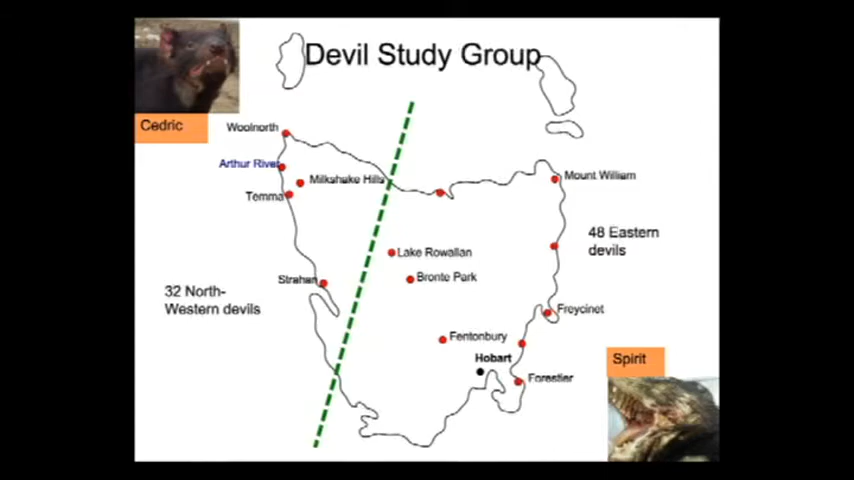 Devil Study Group
Cedric
Woolnorth
Arthur River
Milkshake Hills
Temma
Mount William
48 Eastern
devils
Lake Rowallan
Bronte Park
Strahan
32 North-
Western devils
Freycinet
Fentonbury
Hobart
Spirit
Forestier